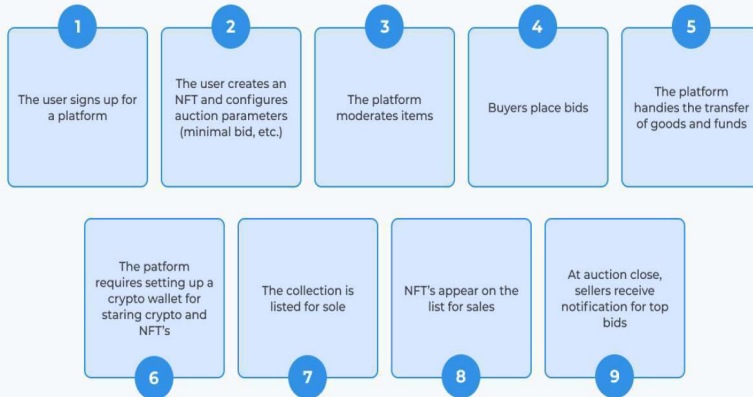 1
The user signs up for
a platform
2
The user creates an
NFT and configures
auction parameters
(minimal bid, etc.)
3
The platform
moderates items
4
Buyers place bids
5
The platform
handies the transfer
of goods and funds
The patform
requires setting up a
crypto wallet for
staring crypto and
NFT's
6
The collection is
listed for sole
7
NFT's appear on the
list for sales
8
At auction close,
sellers receive
notification for top
bids
9